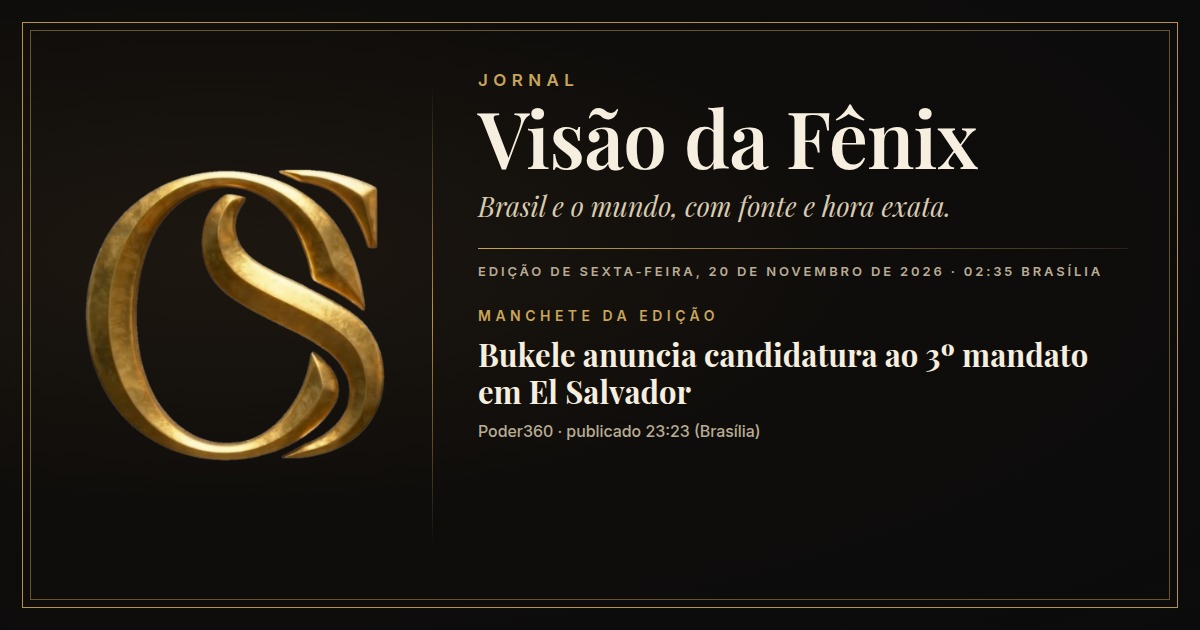 JORNAL
Visão da Fênix
Brasil e o mundo, com fonte e hora exata.
EDIÇÃO DE SEXTA-FEIRA, 20 DE NOVEMBRO DE 2026 · 02:35 BRASÍLIA
MANCHETE DA EDIÇÃO
Bukele anuncia candidatura ao 3º mandato
em El Salvador
Poder360 · publicado 23:23 (Brasília)